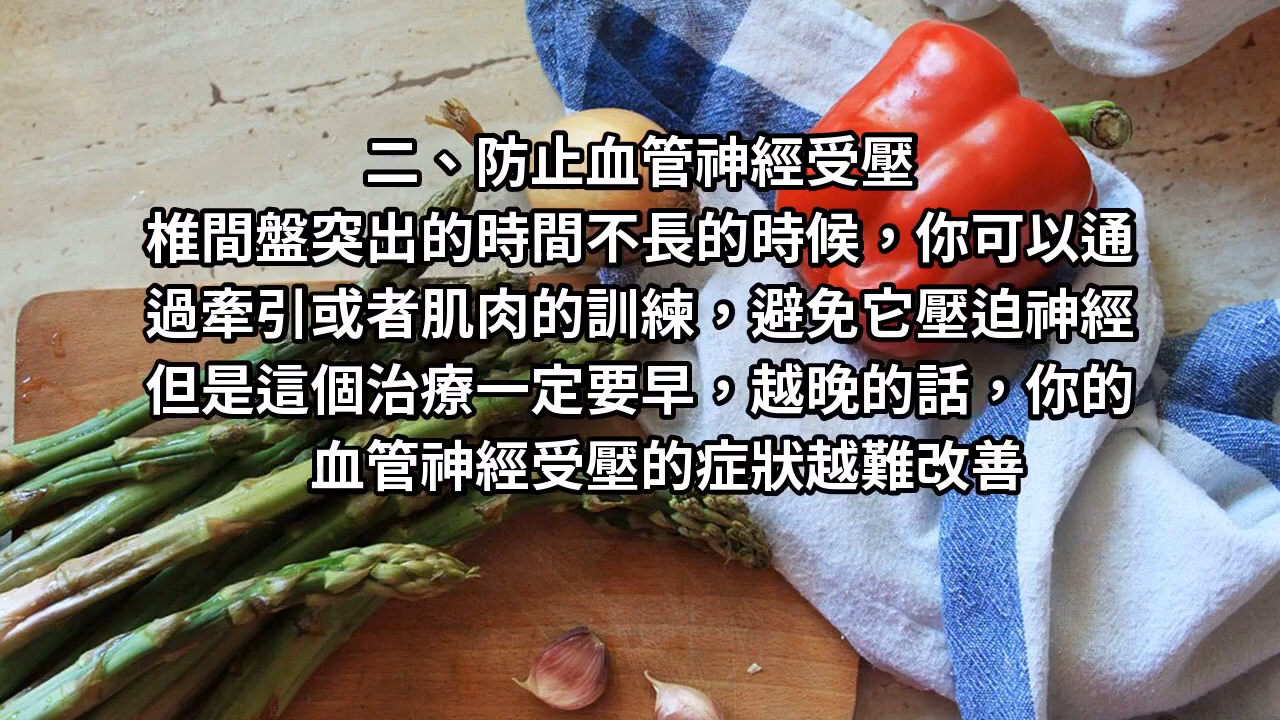 二、防止血管神經受壓
椎間盤突出的時間不長的時候，你可以通
過牽引或者肌肉的訓練，避免它壓迫神經
但是這個治療一定要早，越晚的話，你的
血管神經受壓的症狀越難改善